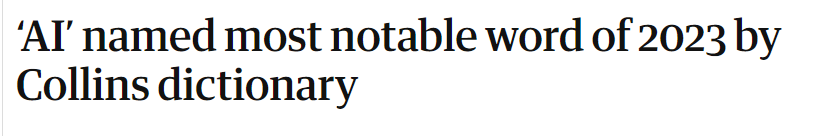 ‘AI’ named most notable word of 2023 by
Collins dictionary